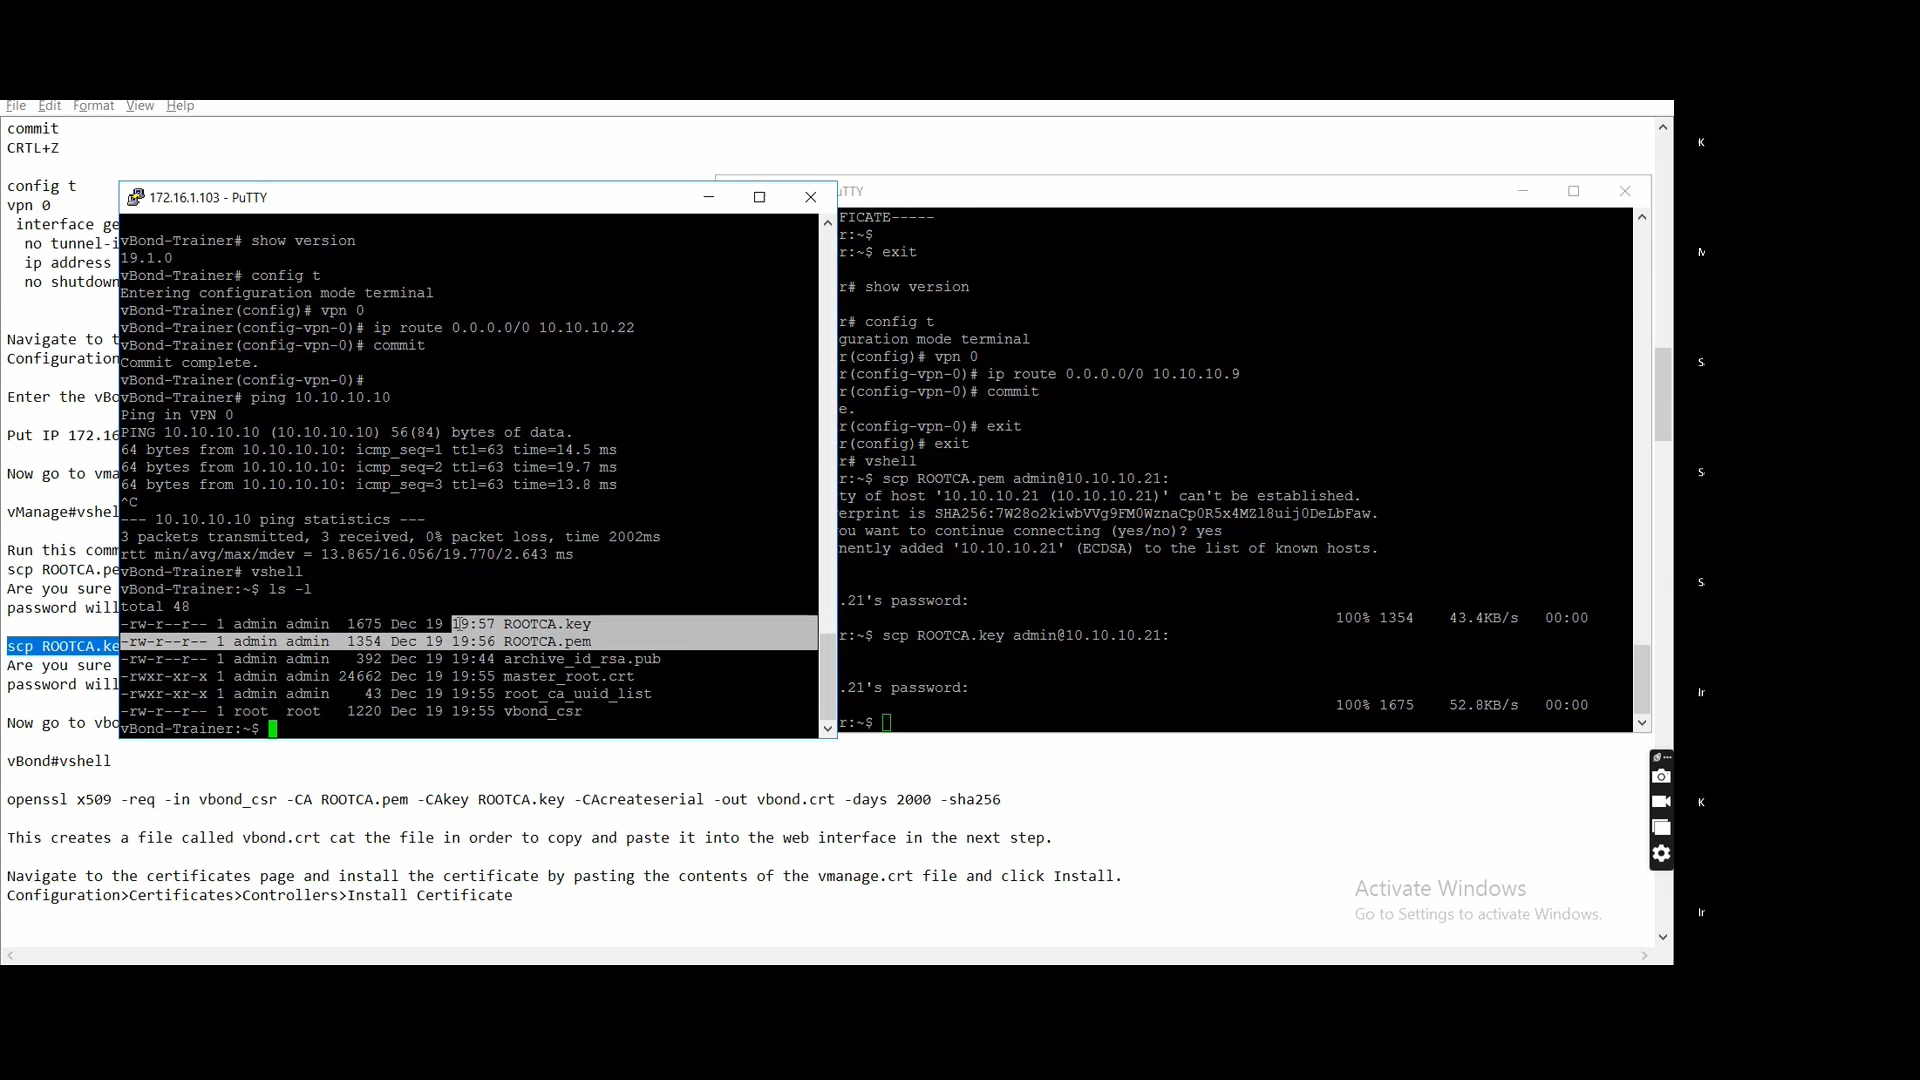 File Edit Format View Help
commit
CRTL+Z
config t
vpn 0
interface ge
no tunnel-i
ip address
no shutdown
Navigate to t
Configuration
Enter the vBo
Put IP 172.16
Now go to vma
vManage#vshel
Run this comm
scp ROOTCA.pe
Are you sure
password will
scp ROOTCA.ke
Are you sure
password will
Now go to vbo
vBond#vshell
openssl x509 -req -in vbond_csr -CA ROOTCA.pem -CAkey ROOTCA.key -CAcreateserial -out vbond.crt -days 2000 -sha256
This creates a file called vbond.crt cat the file in order to copy and paste it into the web interface in the next step.
Navigate to the certificates page and install the certificate by pasting the contents of the vmanage.crt file and click Install.
Configuration>Certificates>Controllers>Install Certificate
172.16.1.103 - PuTTY
vBond-Trainer# show version
19.1.0
vBond-Trainer# config t
Entering configuration mode terminal
vBond-Trainer(config)# vpn 0
vBond-Trainer(config-vpn-0)# ip route 0.0.0.0/0 10.10.10.22
vBond-Trainer(config-vpn-0)# commit
Commit complete.
vBond-Trainer(config-vpn-0)#
vBond-Trainer# ping 10.10.10.10
Ping in VPN 0
PING 10.10.10.10 (10.10.10.10) 56(84) bytes of data.
64 bytes from 10.10.10.10: icmp_seq=1 ttl=63 time=14.5 ms
64 bytes from 10.10.10.10: icmp_seq=2 ttl=63 time=19.7 ms
64 bytes from 10.10.10.10: icmp_seq=3 ttl=63 time=13.8 ms
^C
--- 10.10.10.10 ping statistics ---
3 packets transmitted, 3 received, 0% packet loss, time 2002ms
rtt min/avg/max/mdev = 13.865/16.056/19.770/2.643 ms
vBond-Trainer# vshell
vBond-Trainer:~$ ls -l
total 48
-rw-r--r-- 1 admin admin 1675 Dec 19 19:57 ROOTCA.key
-rw-r--r-- 1 admin admin 1354 Dec 19 19:56 ROOTCA.pem
-rw-r--r-- 1 admin admin 392 Dec 19 19:44 archive_id_rsa.pub
-rwxr-xr-x 1 admin admin 24662 Dec 19 19:55 master_root.crt
-rwxr-xr-x 1 admin admin 43 Dec 19 19:55 root_ca_uuid_list
-rw-r--r-- 1 root root 1220 Dec 19 19:55 vbond_csr
vBond-Trainer:~$
uTTY
FICATE-----
r:~$
r:~$ exit
r# show version
r# config t
guration mode terminal
r(config)# vpn 0
r(config-vpn-0)# ip route 0.0.0.0/0 10.10.10.9
r(config-vpn-0)# commit
e.
r(config-vpn-0)# exit
r(config)# exit
r# vshell
r:~$ scp ROOTCA.pem admin@10.10.10.21:
ty of host '10.10.10.21 (10.10.10.21)' can't be established.
erprint is SHA256:7W28o2kiwbVVg9FM0WznaCp0R5x4MZl8uij0DeLbFaw.
ou want to continue connecting (yes/no)? yes
nently added '10.10.10.21' (ECDSA) to the list of known hosts.
.21's password:
100% 1354 43.4KB/s 00:00
r:~$ scp ROOTCA.key admin@10.10.10.21:
.21's password:
100% 1675 52.8KB/s 00:00
r:~$
Activate Windows
Go to Settings to activate Windows.
K
M
S
S
S
Ir
K
Ir